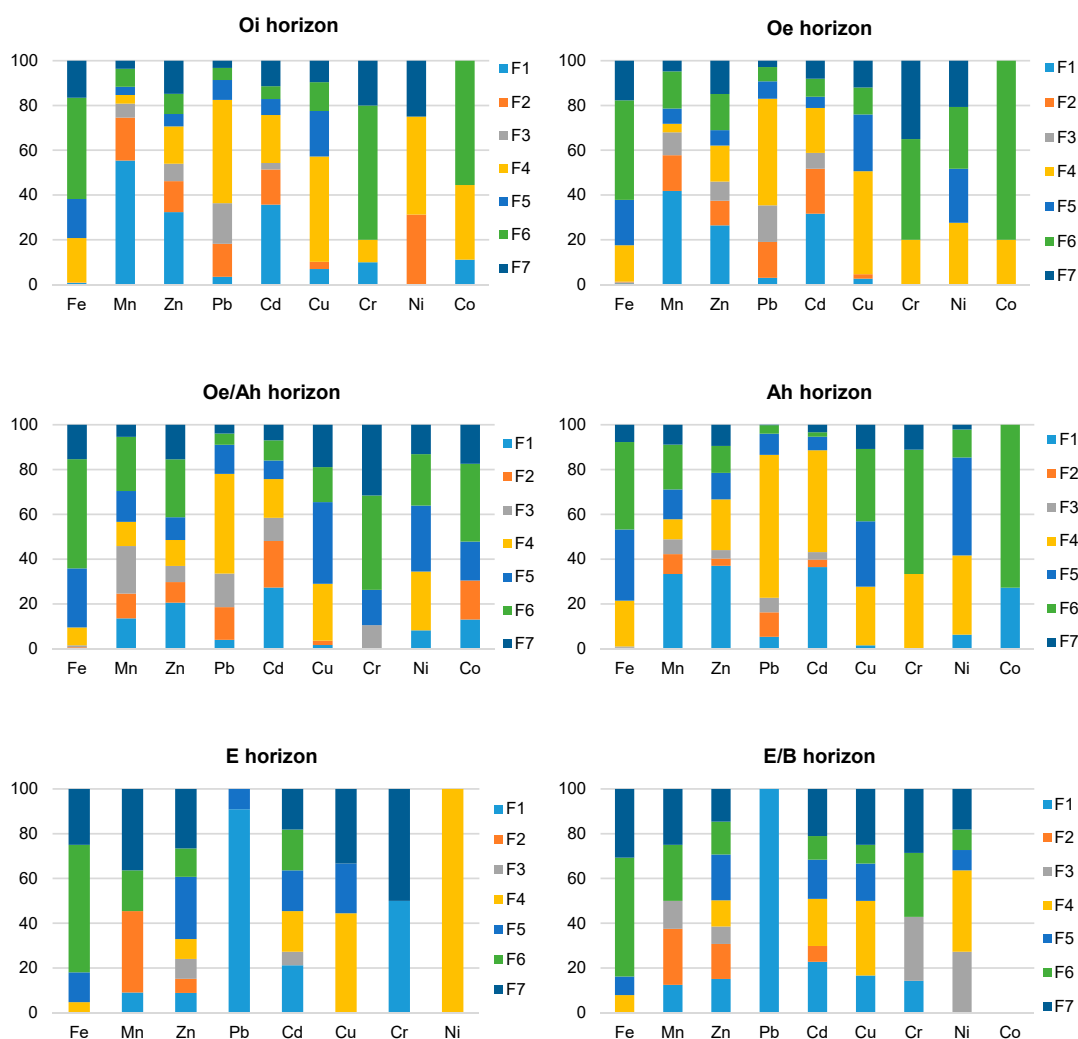 Oi horizon
100
80
60
40
20
0
Fe Mn Zn Pb Cd Cu Cr Ni Co
F1
F2
F3
F4
F5
F6
F7
Oe horizon
100
80
60
40
20
0
Fe Mn Zn Pb Cd Cu Cr Ni Co
F1
F2
F3
F4
F5
F6
F7
Oe/Ah horizon
100
80
60
40
20
0
Fe Mn Zn Pb Cd Cu Cr Ni Co
F1
F2
F3
F4
F5
F6
F7
Ah horizon
100
80
60
40
20
0
Fe Mn Zn Pb Cd Cu Cr Ni Co
F1
F2
F3
F4
F5
F6
F7
E horizon
100
80
60
40
20
0
Fe Mn Zn Pb Cd Cu Cr Ni
F1
F2
F3
F4
F5
F6
F7
E/B horizon
100
80
60
40
20
0
Fe Mn Zn Pb Cd Cu Cr Ni Co
F1
F2
F3
F4
F5
F6
F7